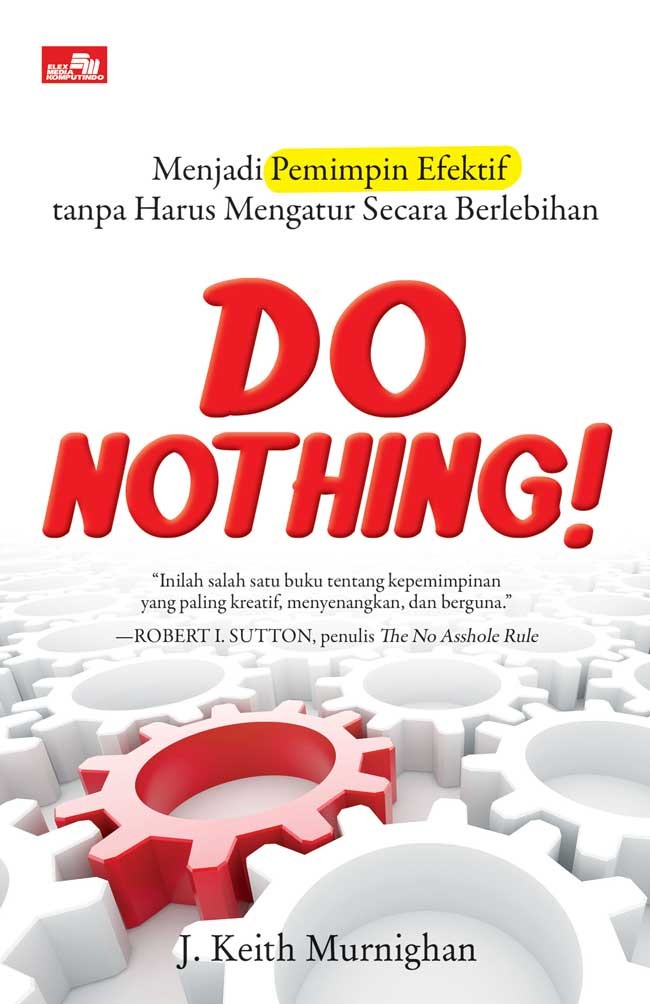 ELEX
MEDIA
KOMPUTINDO
Menjadi Pemimpin Efektif
tanpa Harus Mengatur Secara Berlebihan
DO
NOTHING!
“Inilah salah satu buku tentang kepemimpinan
yang paling kreatif, menyenangkan, dan berguna.”
—ROBERT I. SUTTON, penulis The No Asshole Rule
J. Keith Murnighan